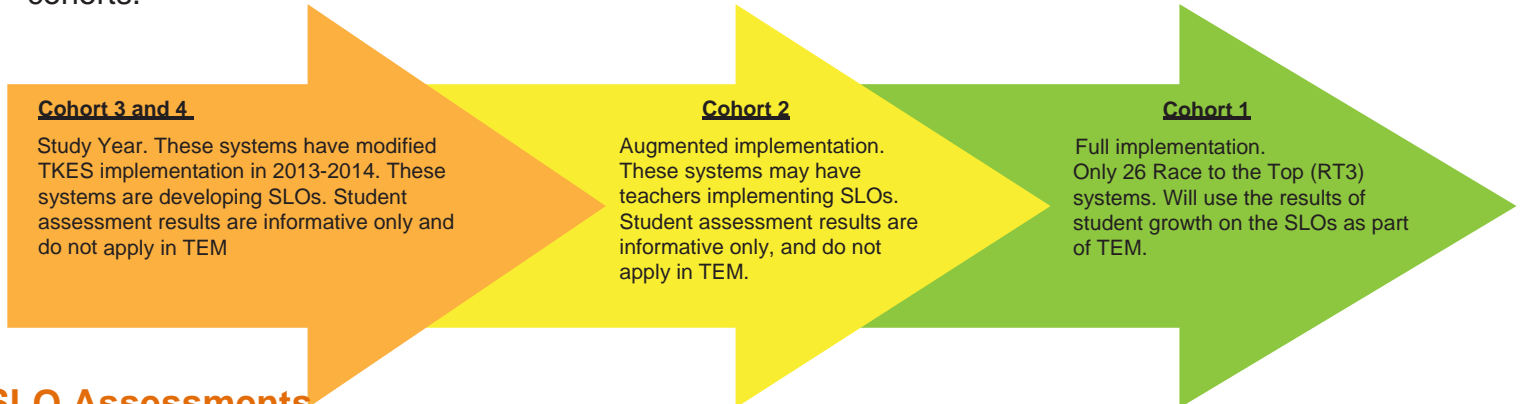 cohorts.
Cohort 3 and 4
Study Year. These systems have modified
TKES implementation in 2013-2014. These
systems are developing SLOs. Student
assessment results are informative only and
do not apply in TEM
Cohort 2
Augmented implementation.
These systems may have
teachers implementing SLOs.
Student assessment results are
informative only, and do not
apply in TEM.
Cohort 1
Full implementation.
Only 26 Race to the Top (RT3)
systems. Will use the results of
student growth on the SLOs as part
of TEM.
SLO Assessments